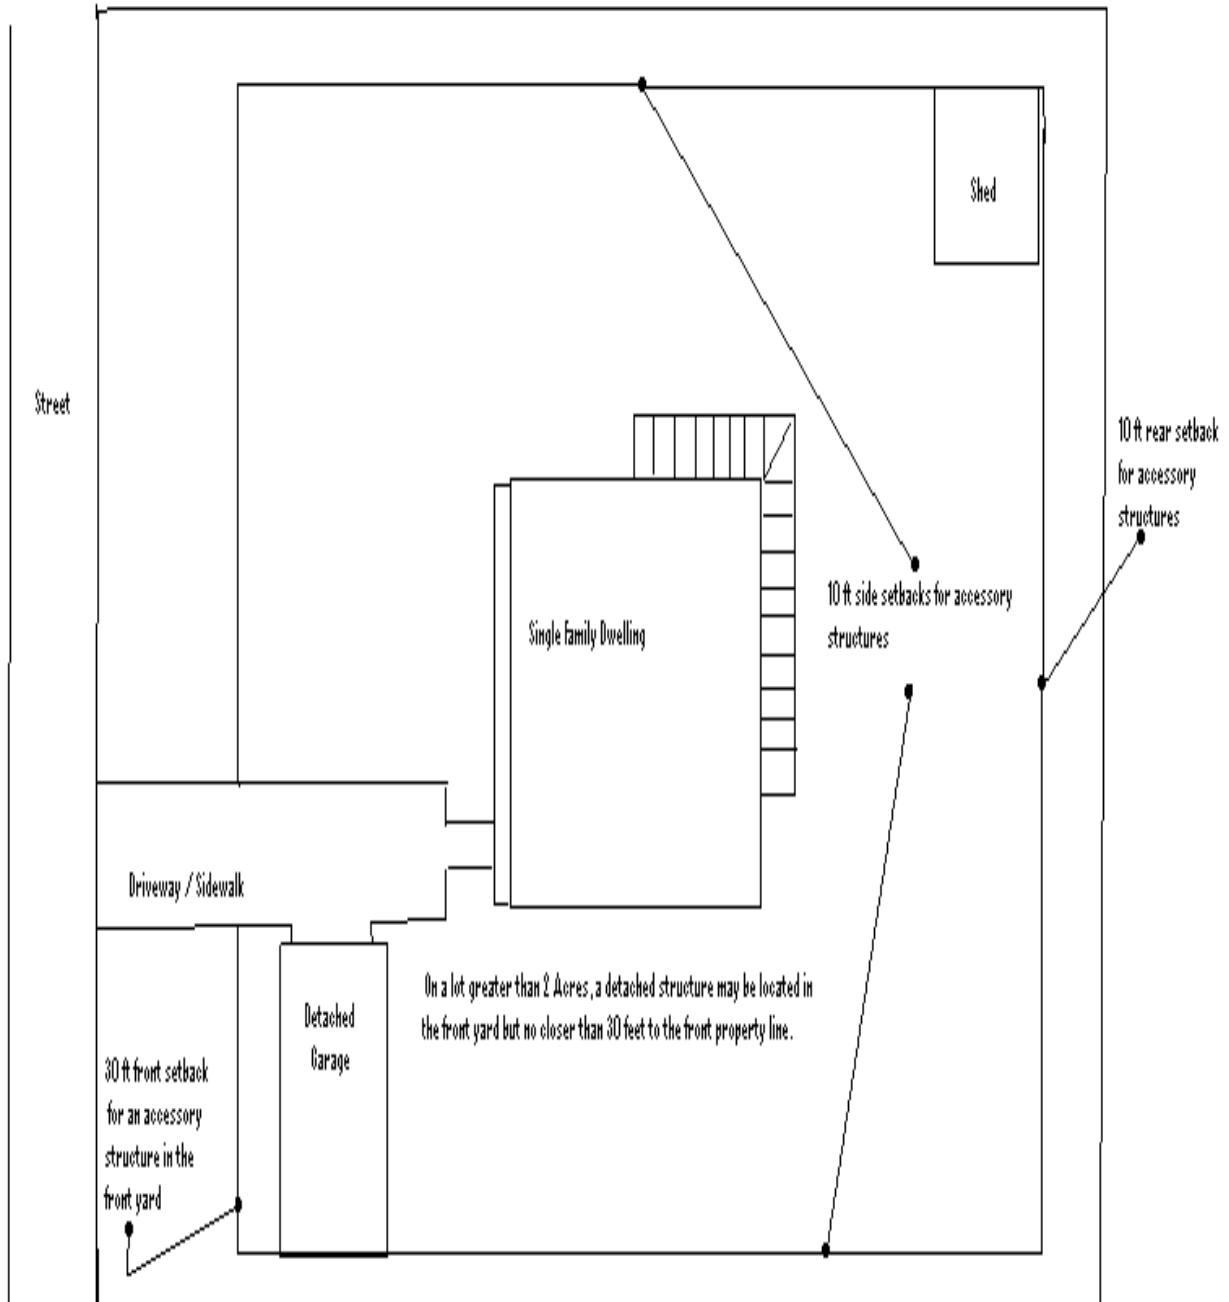 Shed
Street
10 ft rear setback
for accessory
structures
10 ft side setbacks for accessory
structures
Single Family Dwelling
Driveway / Sidewalk
On a lot greater than 2 Acres, a detached structure may be located in
the front yard but no closer than 30 feet to the front property line.
Detached
Garage
30 ft front setback
for an accessory
structure in the
front yard